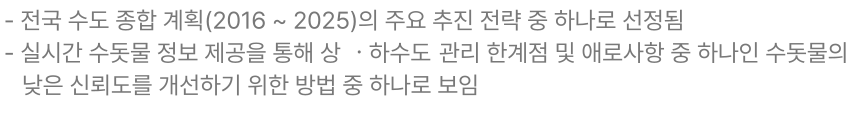 - 전국 수도 종합 계획(2016 ~ 2025)의 주요 추진 전략 중 하나로 선정됨
- 실시간 수돗물 정보 제공을 통해 상 ·하수도 관리 한계점 및 애로사항 중 하나인 수돗물의
낮은 신뢰도를 개선하기 위한 방법 중 하나로 보임